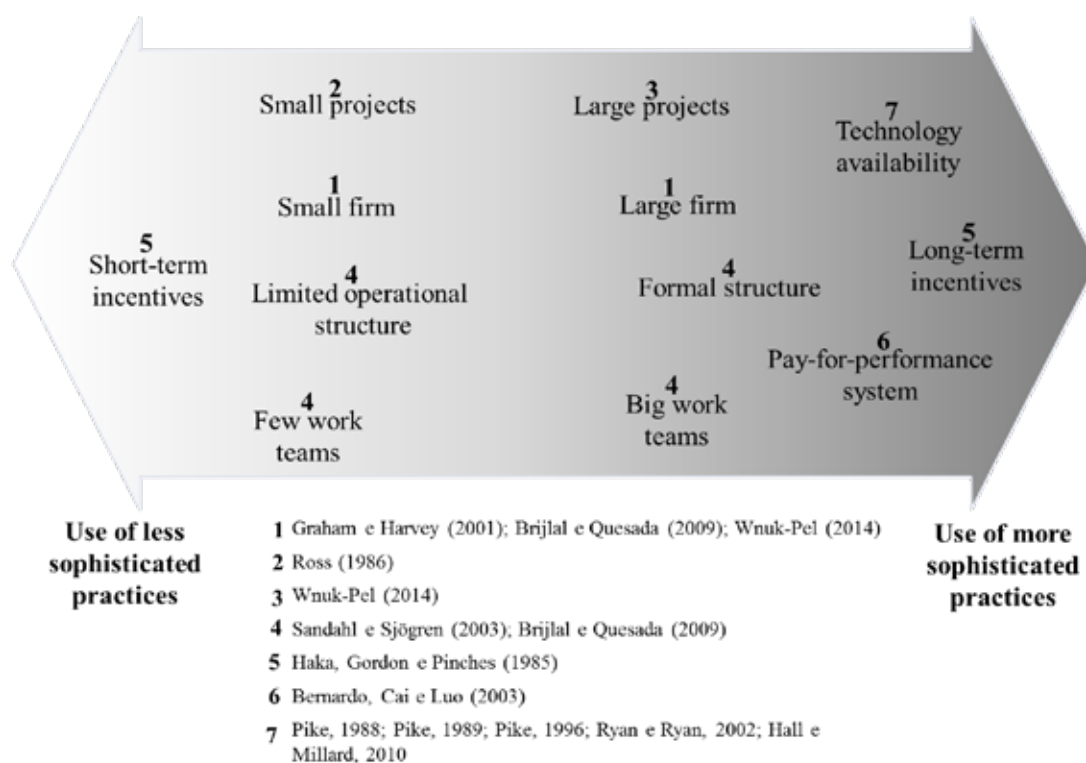 2
Small projects
3
Large projects
7
Technology
availability
1
Small firm
1
Large firm
5
Short-term
incentives
4
Limited operational
structure
4
Formal structure
5
Long-term
incentives
6
Pay-for-performance
system
4
Few work
teams
4
Big work
teams
Use of less
sophisticated
practices
1 Graham e Harvey (2001); Brijlal e Quesada (2009); Wnuk-Pel (2014)
2 Ross (1986)
3 Wnuk-Pel (2014)
4 Sandahl e Sjögren (2003); Brijlal e Quesada (2009)
5 Haka, Gordon e Pinches (1985)
6 Bernardo, Cai e Luo (2003)
7 Pike, 1988; Pike, 1989; Pike, 1996; Ryan e Ryan, 2002; Hall e
Millard, 2010
Use of more
sophisticated
practices